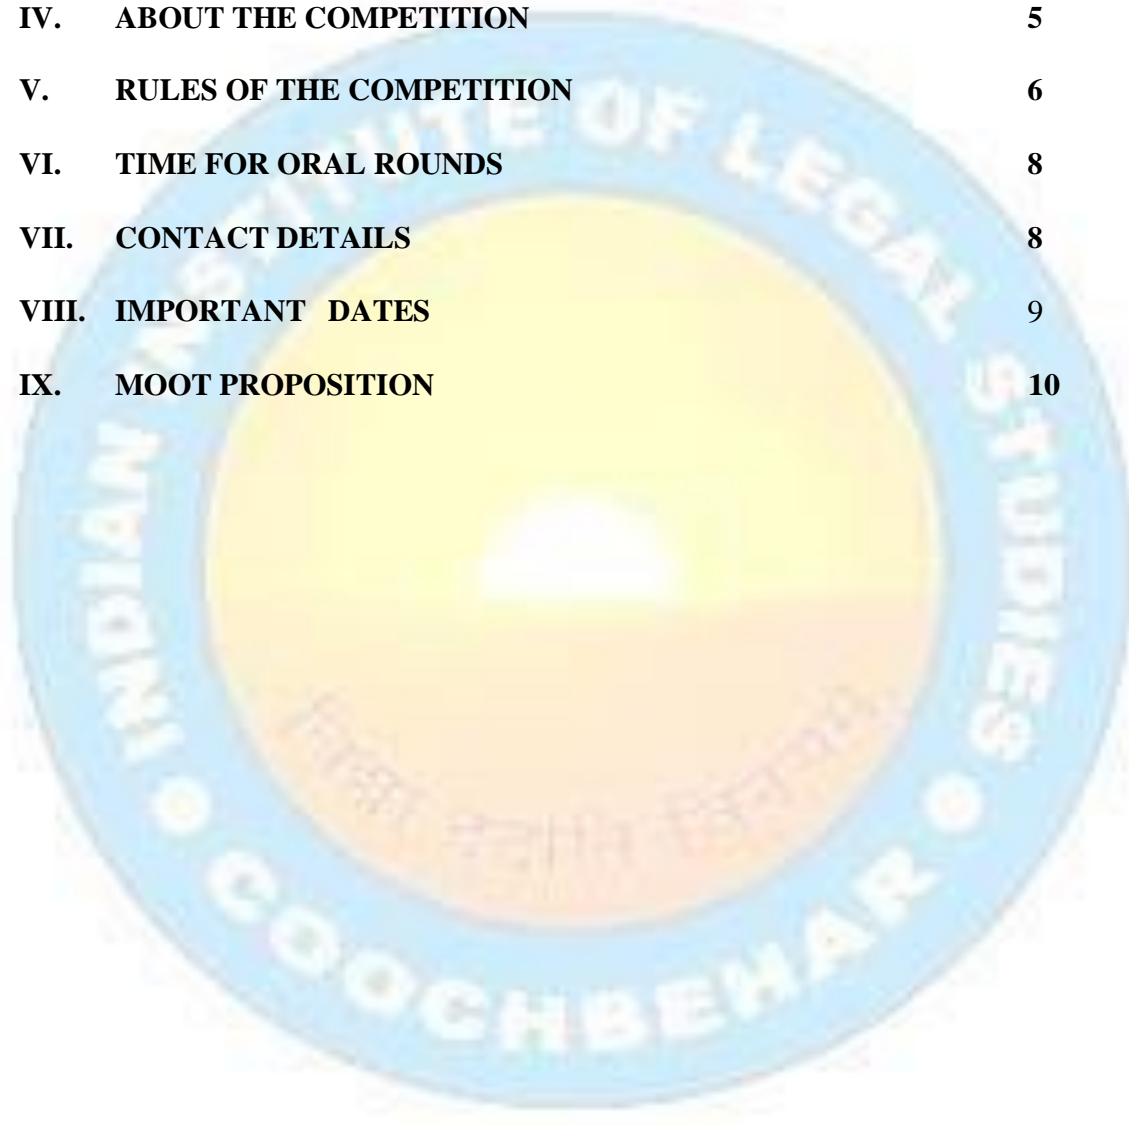 IV. ABOUT THE COMPETITION 5
V. RULES OF THE COMPETITION 6
VI. TIME FOR ORAL ROUNDS 8
VII. CONTACT DETAILS 8
VIII. IMPORTANT DATES 9
IX. MOOT PROPOSITION 10
INDIAN INSTITUTE OF LEGAL STUDIES
COOCHBEHAR